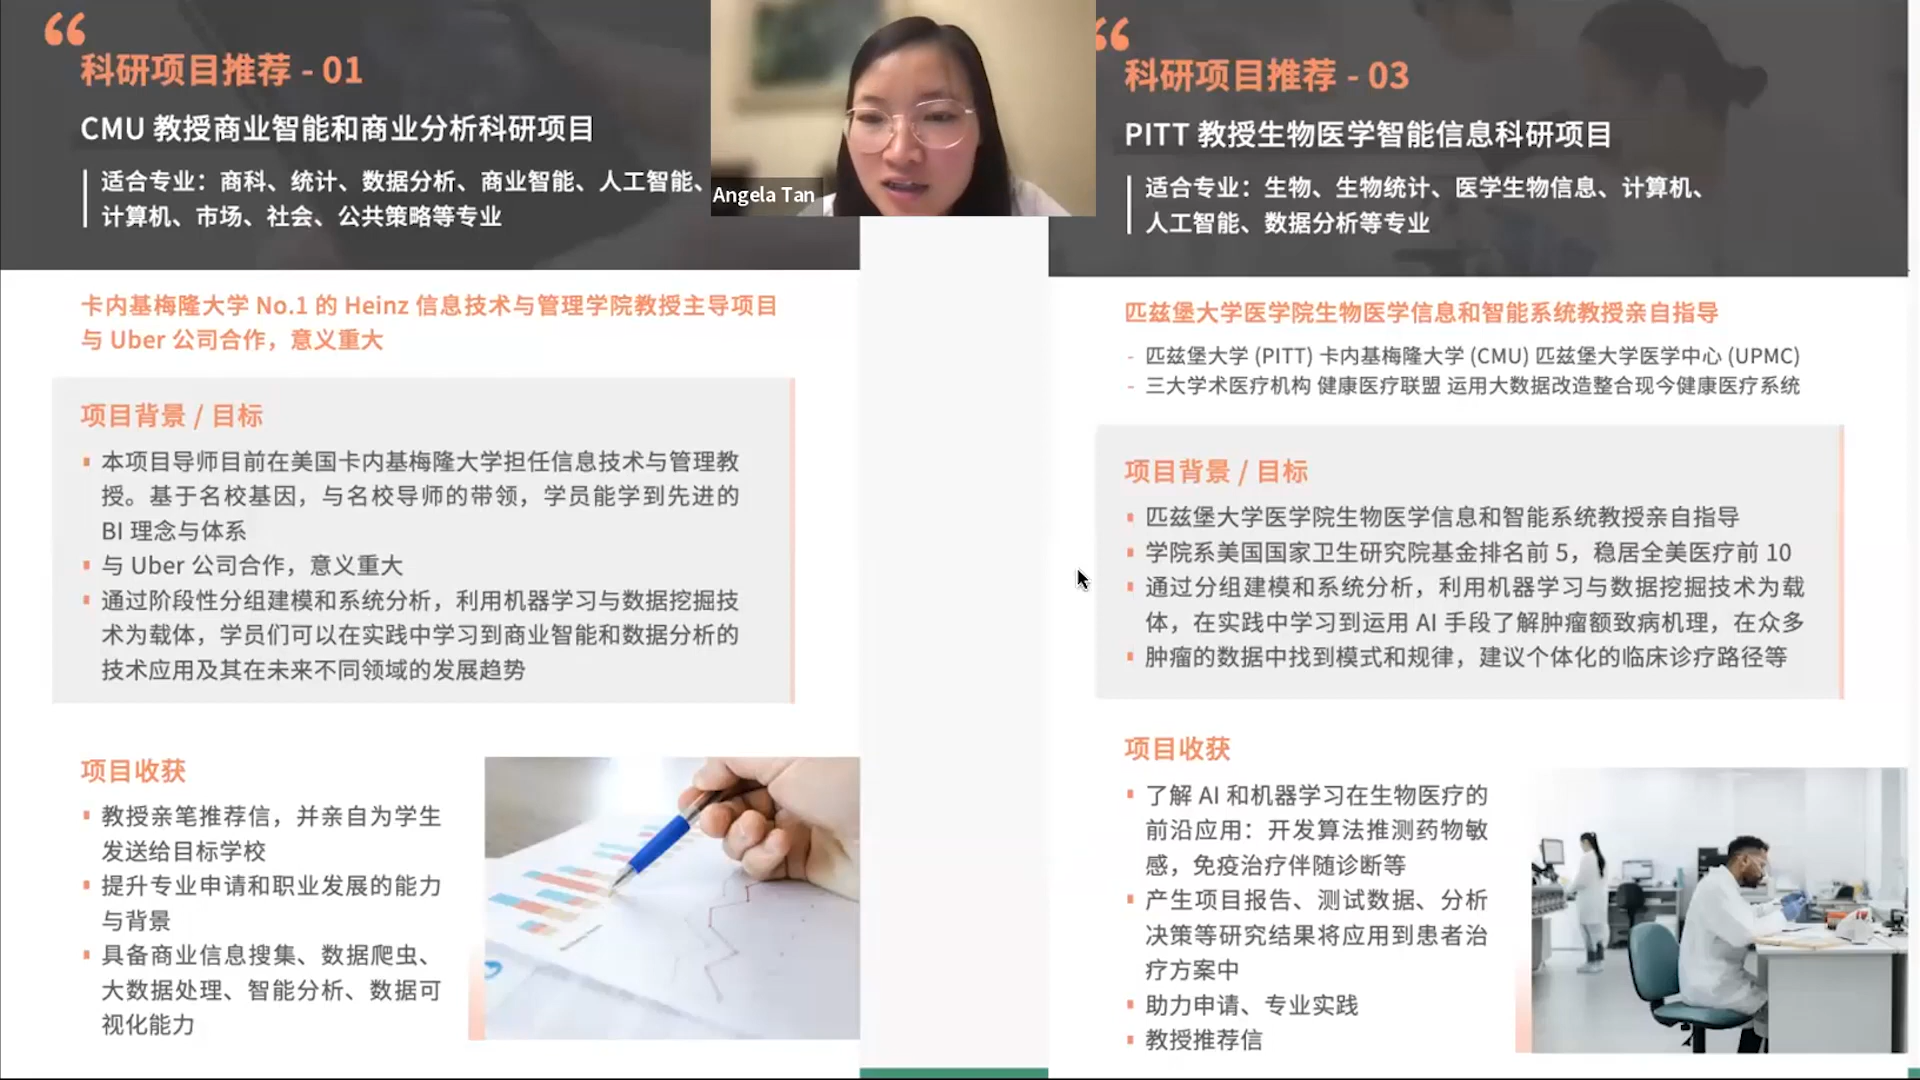 科研项目推荐 - 01
CMU 教授商业智能和商业分析科研项目
适合专业：商科、统计、数据分析、商业智能、人工智能、
计算机、市场、社会、公共策略等专业
卡内基梅隆大学 No.1 的 Heinz 信息技术与管理学院教授主导项目
与 Uber 公司合作，意义重大
项目背景 / 目标
本项目导师目前在美国卡内基梅隆大学担任信息技术与管理教
授。基于名校基因，与名校导师的带领，学员能学到先进的
BI 理念与体系
与 Uber 公司合作，意义重大
通过阶段性分组建模和系统分析，利用机器学习与数据挖掘技
术为载体，学员们可以在实践中学习到商业智能和数据分析的
技术应用及其在未来不同领域的发展趋势
项目收获
教授亲笔推荐信，并亲自为学生
发送给目标学校
提升专业申请和职业发展的能力
与背景
具备商业信息搜集、数据爬虫、
大数据处理、智能分析、数据可
视化能力
Angela Tan
科研项目推荐 - 03
PITT 教授生物医学智能信息科研项目
适合专业：生物、生物统计、医学生物信息、计算机、
人工智能、数据分析等专业
匹兹堡大学医学院生物医学信息和智能系统教授亲自指导
- 匹兹堡大学 (PITT) 卡内基梅隆大学 (CMU) 匹兹堡大学医学中心 (UPMC)
- 三大学术医疗机构 健康医疗联盟 运用大数据改造整合现今健康医疗系统
项目背景 / 目标
匹兹堡大学医学院生物医学信息和智能系统教授亲自指导
学院系美国国家卫生研究院基金排名前 5，稳居全美医疗前 10
通过分组建模和系统分析，利用机器学习与数据挖掘技术为载
体，在实践中学习到运用 AI 手段了解肿瘤额致病机理，在众多
肿瘤的数据中找到模式和规律，建议个体化的临床诊疗路径等
项目收获
了解 AI 和机器学习在生物医疗的
前沿应用：开发算法推测药物敏
感，免疫治疗伴随诊断等
产生项目报告、测试数据、分析
决策等研究结果将应用到患者治
疗方案中
助力申请、专业实践
教授推荐信